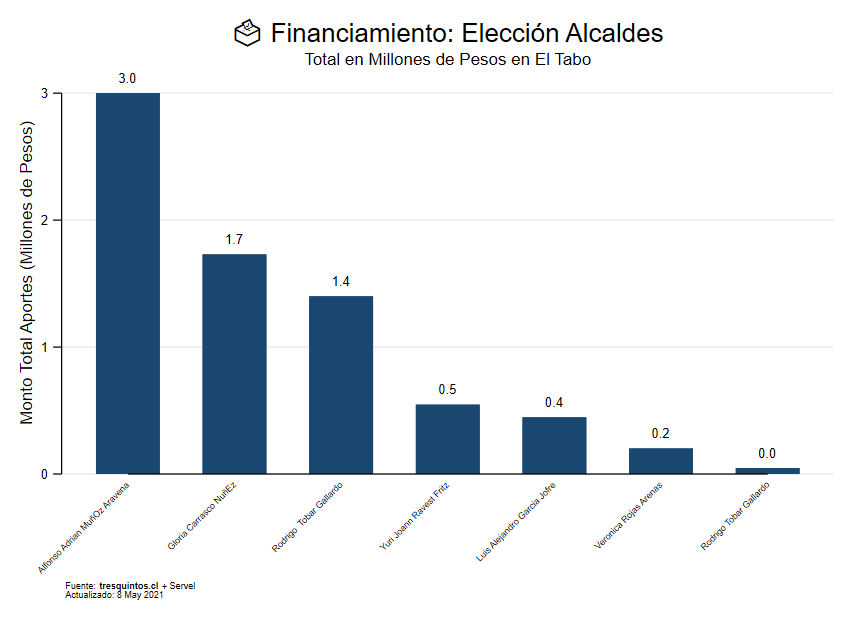 Financiamiento: Elección Alcaldes
Total en Millones de Pesos en El Tabo
Monto Total Aportes (Millones de Pesos)
3
2
1
0
3.0
1.7
1.4
0.5
0.4
0.2
0.0
Alfonso Adrian MuñOz Aravena
Gloria Carrasco NuñEz
Rodrigo  Tobar Gallardo
Yuri Joann Ravest Fritz
Luis Alejandro Garcia Jofre
Veronica Rojas Arenas
Rodrigo Tobar Gallardo
Fuente: tresquintos.cl + Servel
Actualizado: 8 May 2021